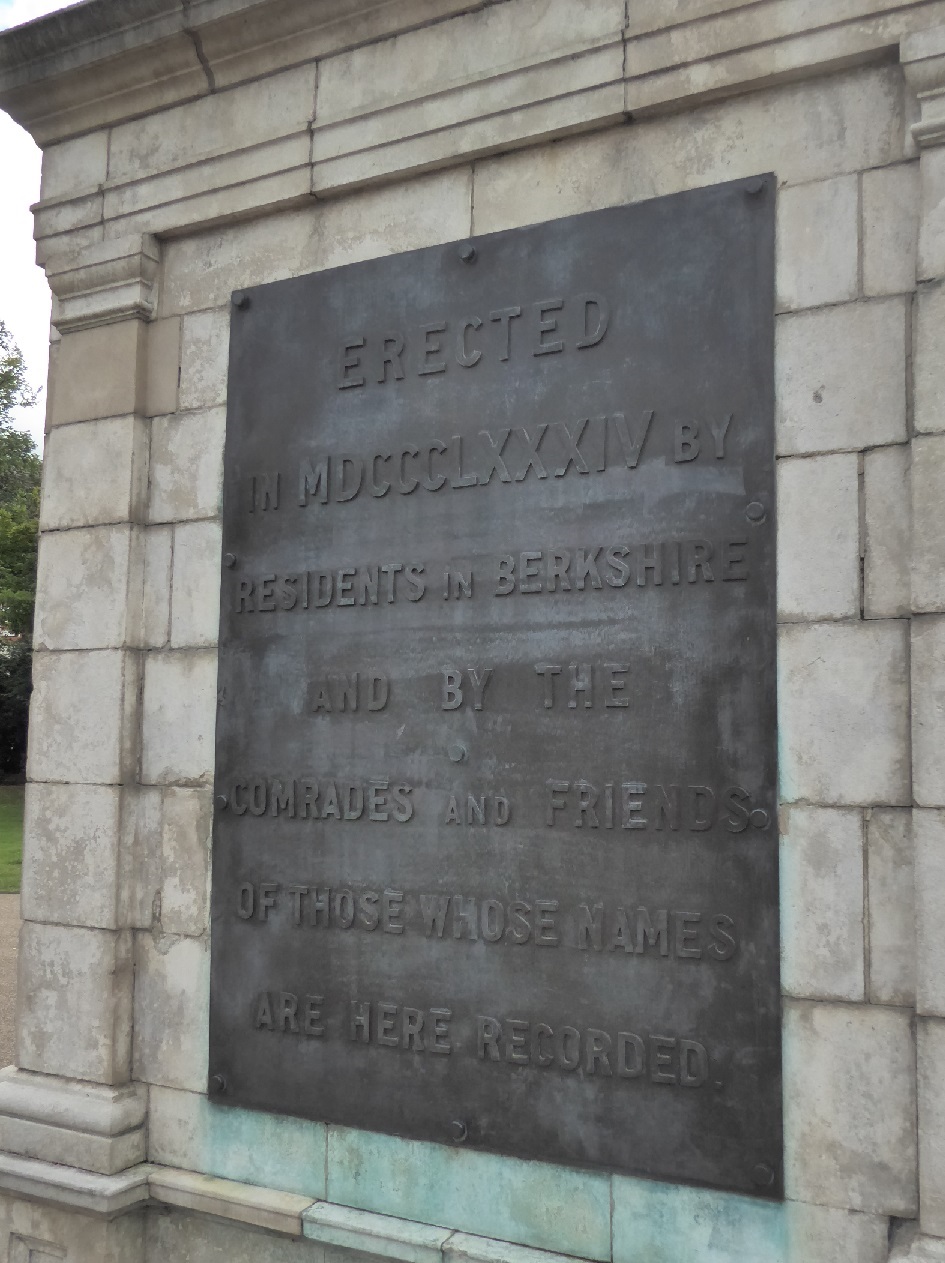 ERECTED
IN MDCCCLXXXIV BY
RESIDENTS IN BERKSHIRE
AND BY THE
COMRADES AND FRIENDS
OF THOSE WHOSE NAMES
ARE HERE RECORDED.